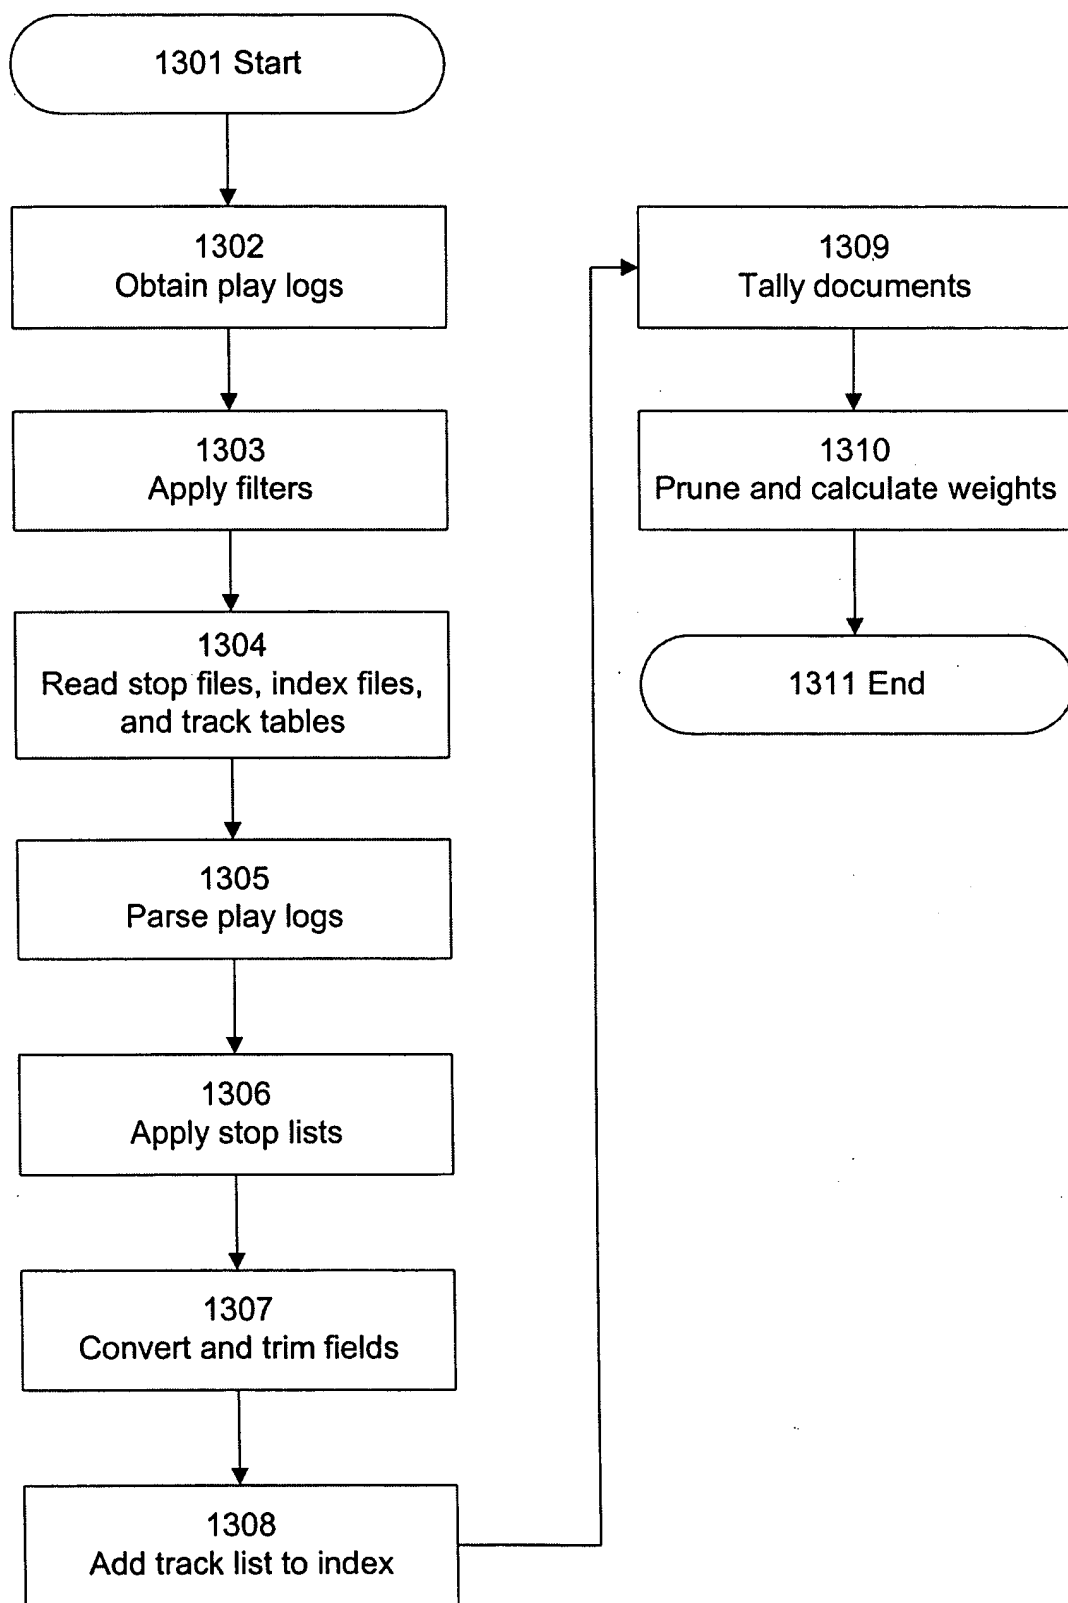 1301 Start
1302
Obtain play logs
1303
Apply filters
1304
Read stop files, index files,
and track tables
1305
Parse play logs
1306
Apply stop lists
1307
Convert and trim fields
1308
Add track list to index
1309
Tally documents
1310
Prune and calculate weights
1311 End